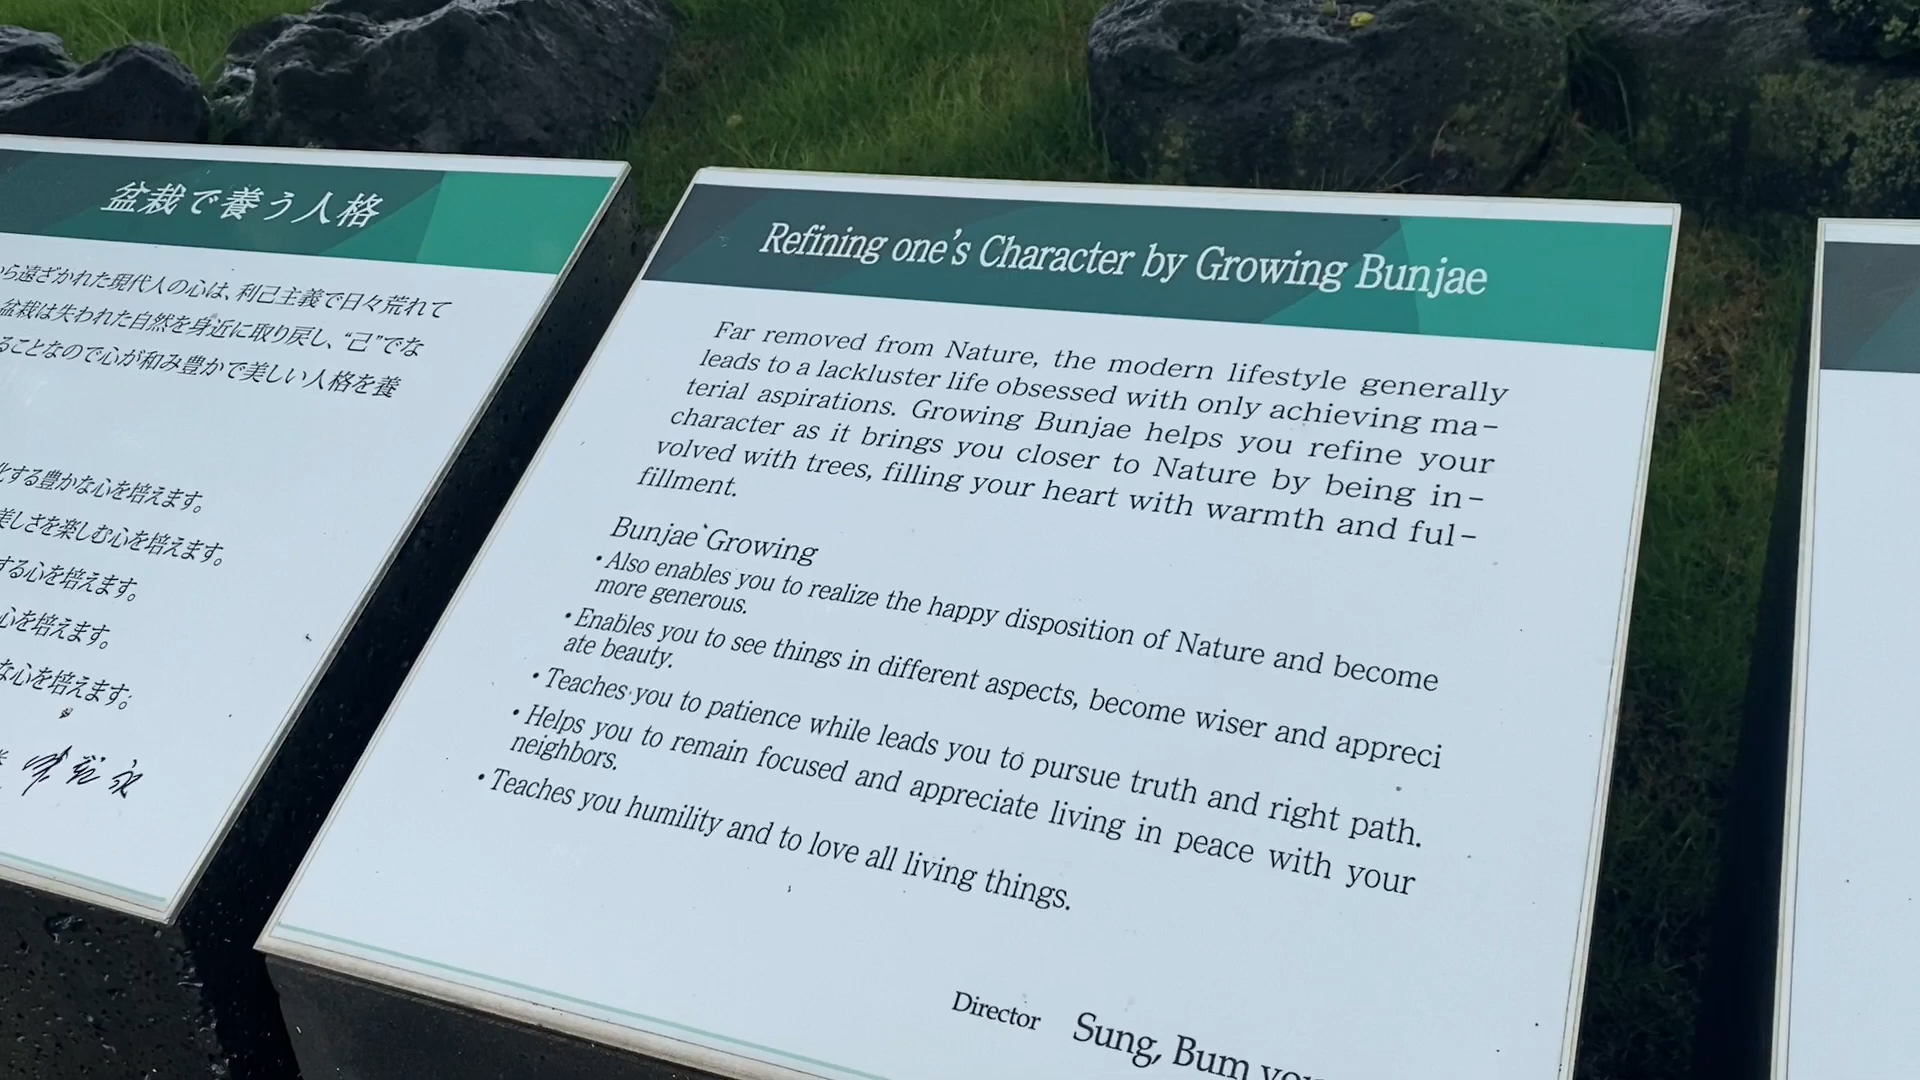 盆栽で養う人格
ら遠ざかれた現代人の心は、利己主義で日々荒れて
盆栽は失われた自然を身近に取り戻し、“己”でな
ることなので心が和み豊かで美しい人格を養
化する豊かな心を培えます。
美しさを楽しむ心を培えます。
する心を培えます。
心を培えます。
な心を培えます。
Refining one's Character by Growing Bunjae
Far removed from Nature, the modern lifestyle generally
leads to a lackluster life obsessed with only achieving ma-
terial aspirations. Growing Bunjae helps you refine your
character as it brings you closer to Nature by being in-
volved with trees, filling your heart with warmth and ful-
fillment.
Bunjae Growing
• Also enables you to realize the happy disposition of Nature and become
more generous.
• Enables you to see things in different aspects, become wiser and appreci
ate beauty.
• Teaches you to patience while leads you to pursue truth and right path.
• Helps you to remain focused and appreciate living in peace with your
neighbors.
• Teaches you humility and to love all living things.
Director Sung, Bum